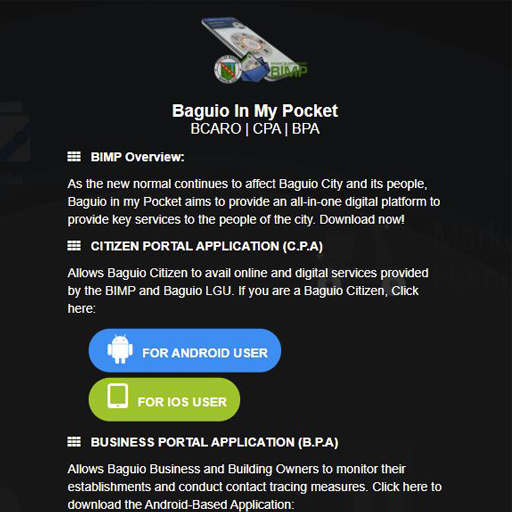 BIMP
Baguio In My Pocket
BCARO | CPA | BPA
BIMP Overview:
As the new normal continues to affect Baguio City and its people,
Baguio in my Pocket aims to provide an all-in-one digital platform to
provide key services to the people of the city. Download now!
CITIZEN PORTAL APPLICATION (C.P.A)
Allows Baguio Citizen to avail online and digital services provided
by the BIMP and Baguio LGU. If you are a Baguio Citizen, Click
here:
FOR ANDROID USER
FOR IOS USER
BUSINESS PORTAL APPLICATION (B.P.A)
Allows Baguio Business and Building Owners to monitor their
establishments and conduct contact tracing measures. Click here to
download the Android-Based Application: